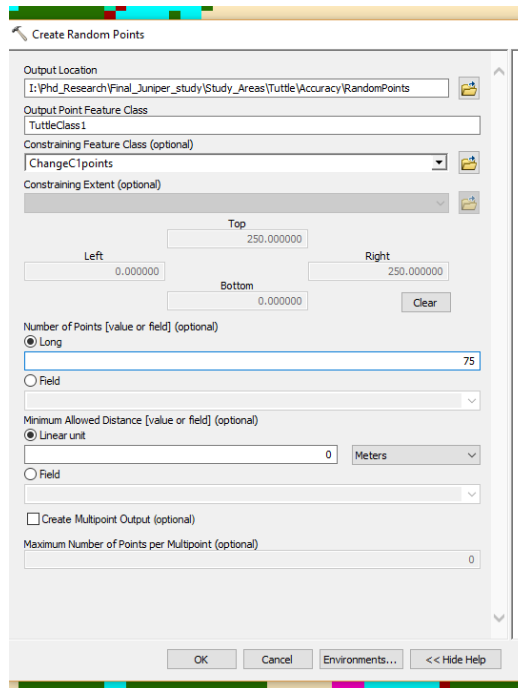 Create Random Points
Output Location
I:\Phd_Research\Final_Juniper_study\Study_Areas\Tuttle\Accuracy\RandomPoints
Output Point Feature Class
TuttleClass1
Constraining Feature Class (optional)
ChangeC1points
Constraining Extent (optional)
Top
250.000000
Left Right
0.000000 250.000000
Bottom
0.000000 Clear
Number of Points [value or field] (optional)
Long
75
Field
Minimum Allowed Distance [value or field] (optional)
Linear unit
0 Meters
Field
Create Multipoint Output (optional)
Maximum Number of Points per Multipoint (optional)
0
OK Cancel Environments... << Hide Help